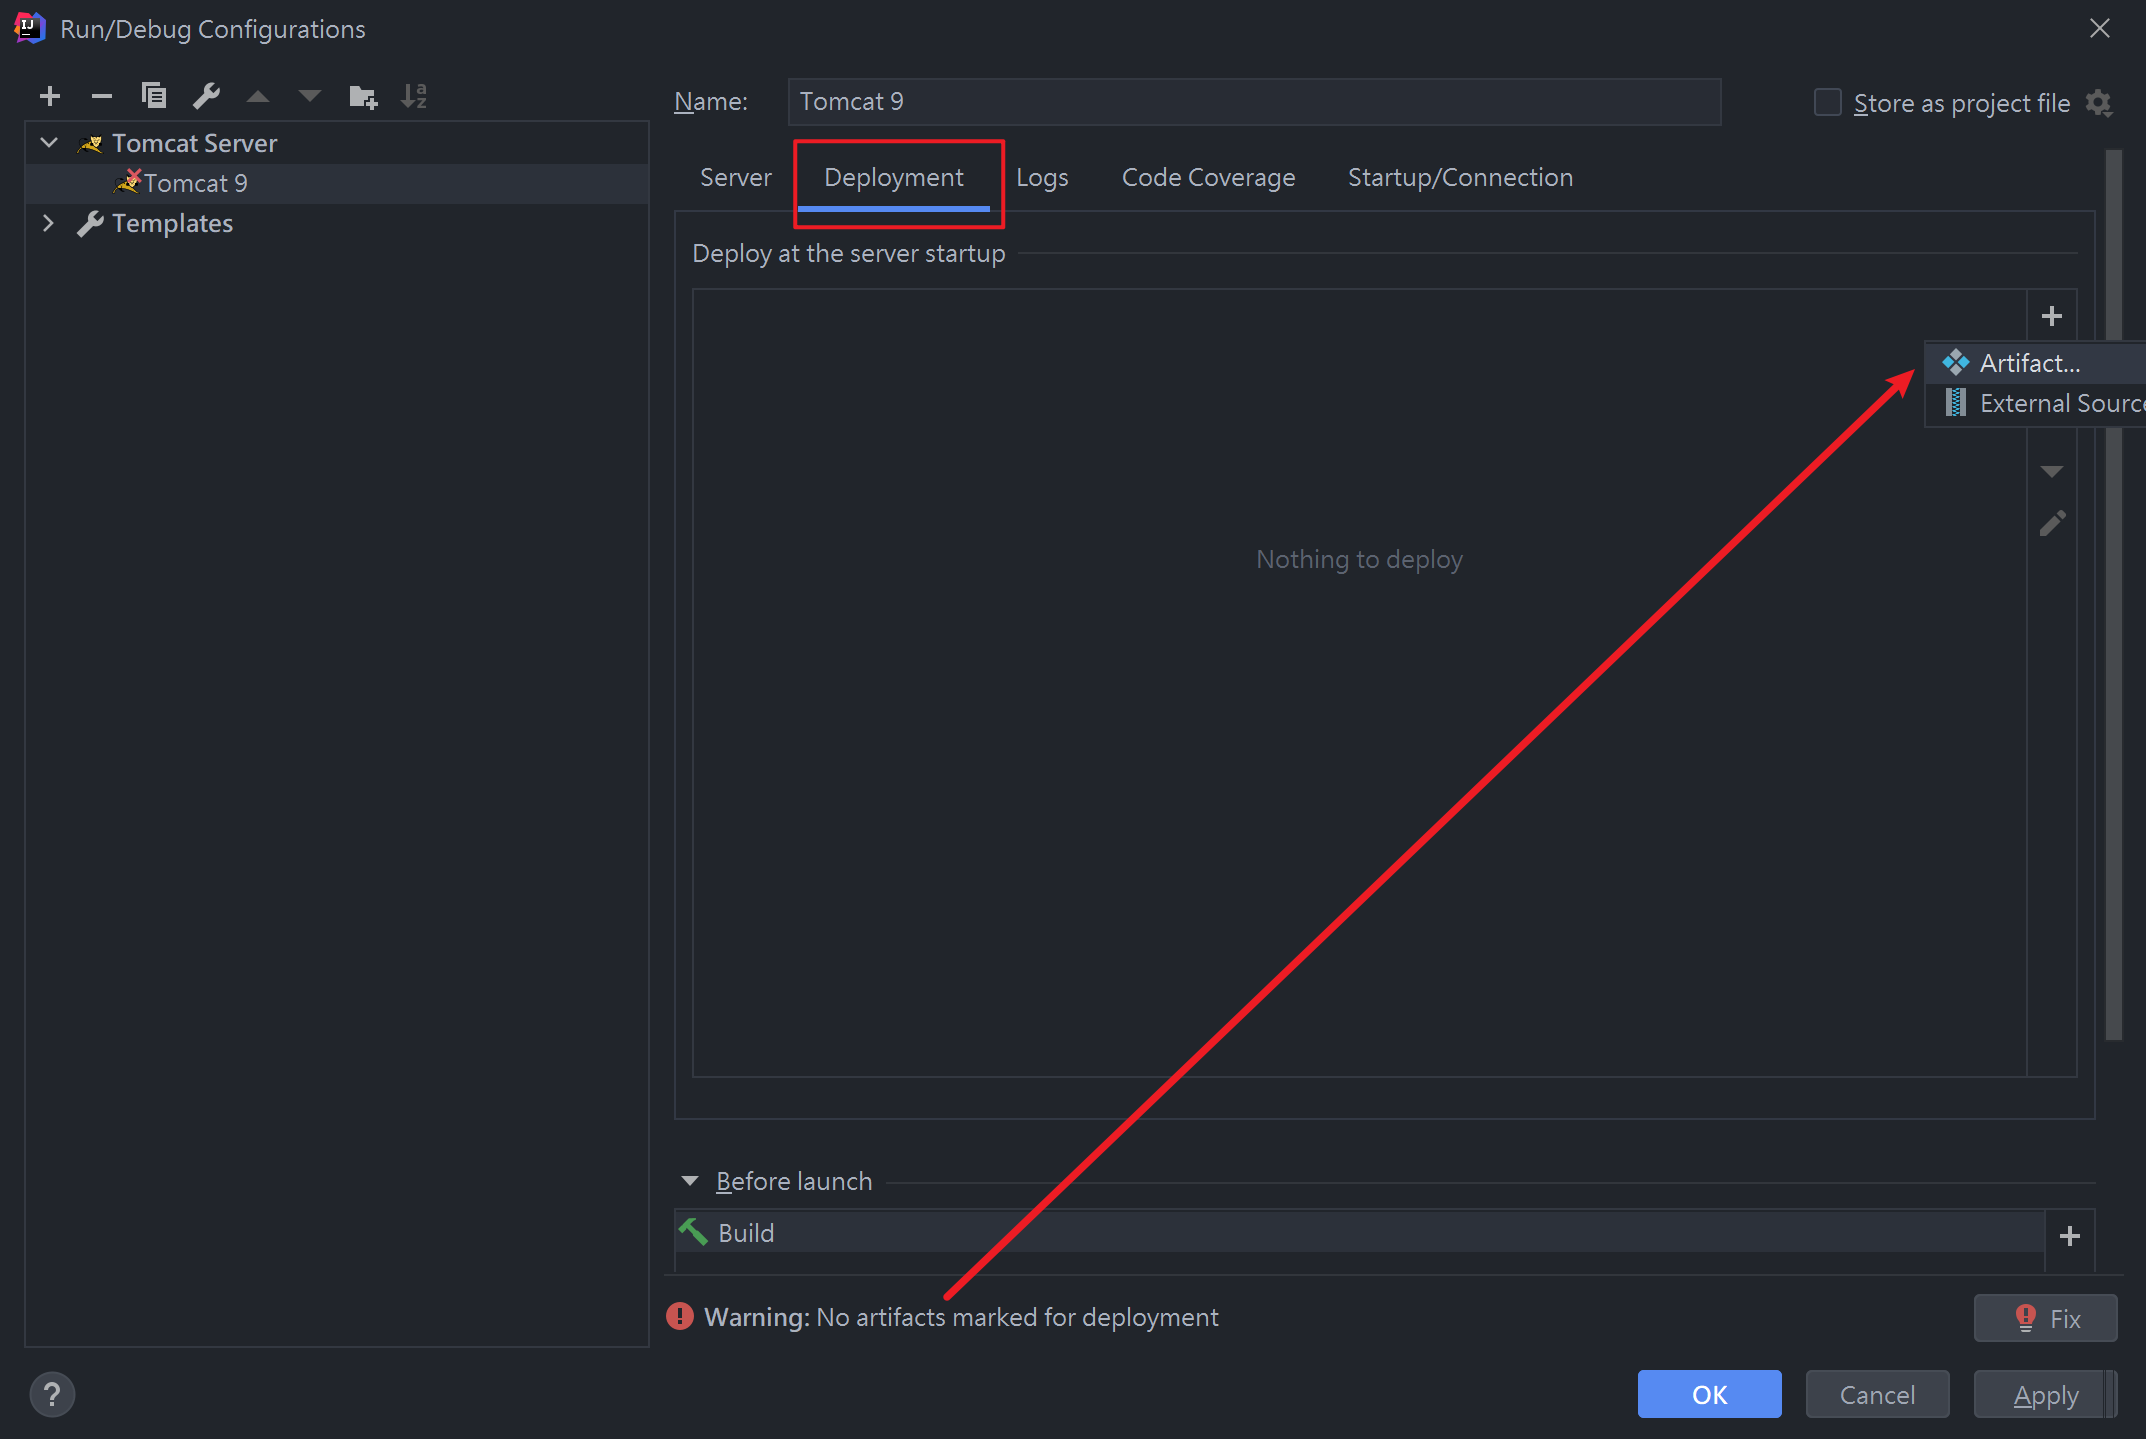 Run/Debug Configurations
Name: Tomcat 9
Store as project file
Tomcat Server
Tomcat 9
Templates
Server Deployment Logs Code Coverage Startup/Connection
Deploy at the server startup
Artifact...
External Source
Nothing to deploy
Before launch
Build
Warning: No artifacts marked for deployment
Fix
? OK Cancel Apply